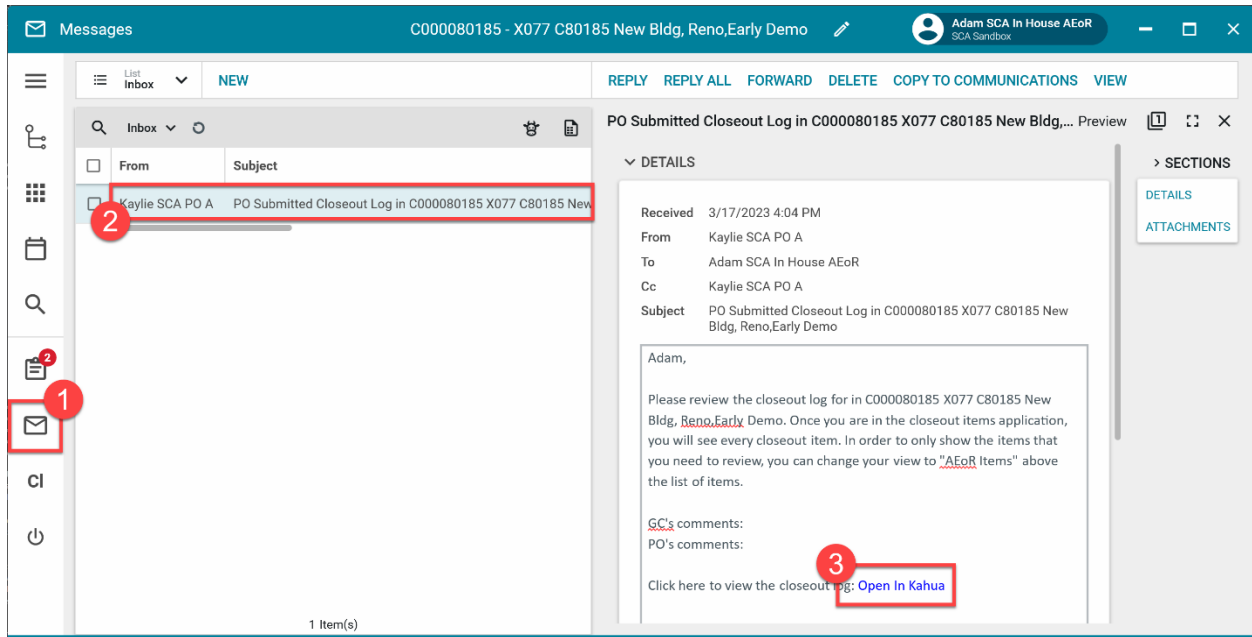 Messages
C000080185 - X077 C80185 New Bldg, Reno,Early Demo
Adam SCA In House AEoR
SCA Sandbox
List
Inbox
NEW
REPLY REPLY ALL FORWARD DELETE COPY TO COMMUNICATIONS VIEW
Inbox
PO Submitted Closeout Log in C000080185 X077 C80185 New Bldg,... Preview
1
From Subject
Kaylie SCA PO A PO Submitted Closeout Log in C000080185 X077 C80185 New
2
DETAILS
SECTIONS
DETAILS
ATTACHMENTS
Received 3/17/2023 4:04 PM
From Kaylie SCA PO A
To Adam SCA In House AEoR
Cc Kaylie SCA PO A
Subject PO Submitted Closeout Log in C000080185 X077 C80185 New
Bldg, Reno,Early Demo
2
1
CI
Adam,
Please review the closeout log for in C000080185 X077 C80185 New
Bldg, Reno,Early Demo. Once you are in the closeout items application,
you will see every closeout item. In order to only show the items that
you need to review, you can change your view to "AEoR Items" above
the list of items.
GC's comments:
PO's comments:
3
Click here to view the closeout log: Open In Kahua
1 Item(s)